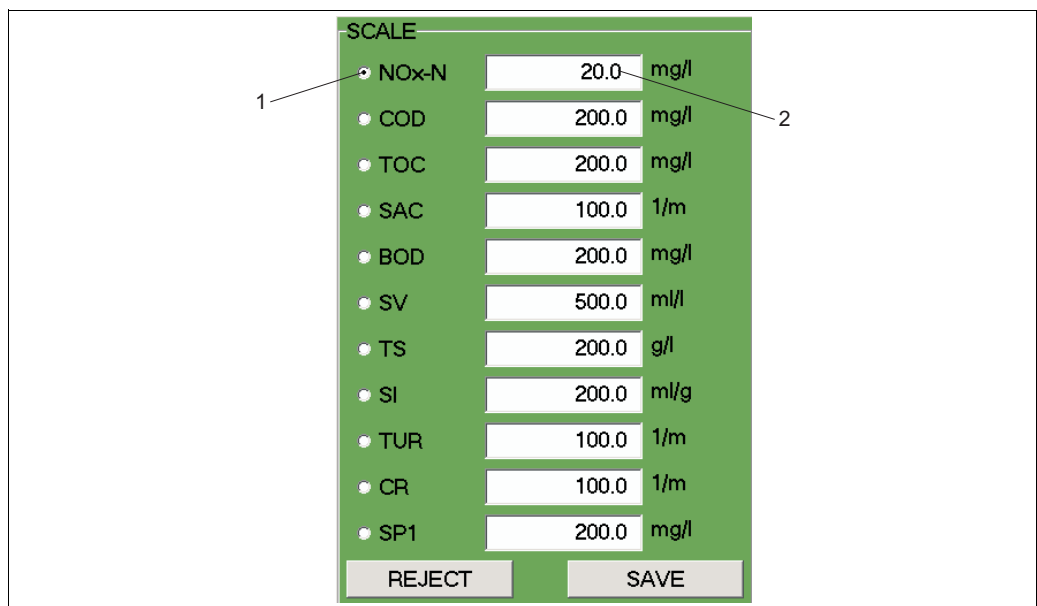 SCALE
NOx-N 20.0 mg/l
1
COD 200.0 mg/l
2
TOC 200.0 mg/l
SAC 100.0 1/m
BOD 200.0 mg/l
SV 500.0 ml/l
TS 200.0 g/l
SI 200.0 ml/g
TUR 100.0 1/m
CR 100.0 1/m
SP1 200.0 mg/l
REJECT SAVE